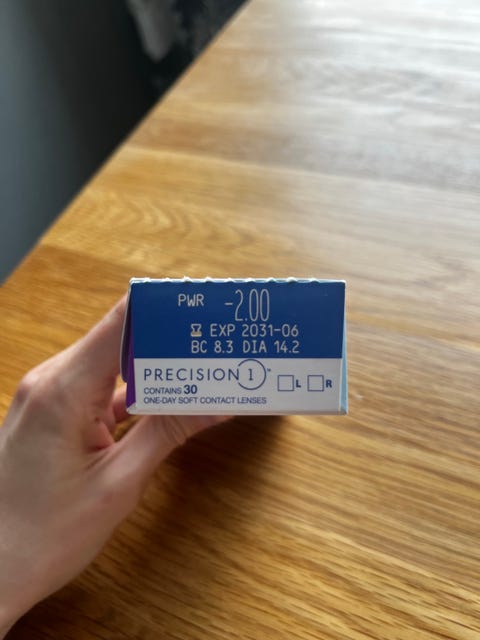 PWR -2.00
EXP 2031-06
BC 8.3 DIA 14.2
PRECISION 1™ L R
CONTAINS 30
ONE-DAY SOFT CONTACT LENSES